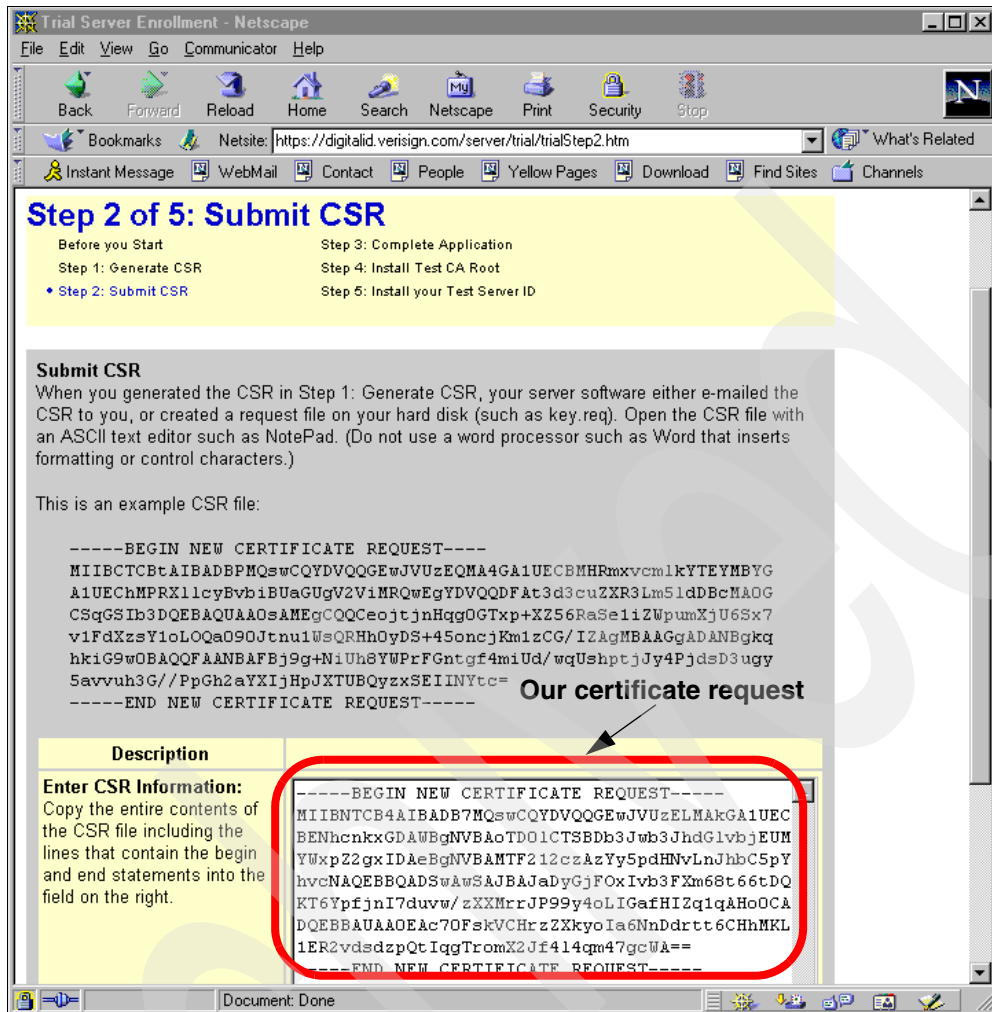 Trial Server Enrollment - Netscape
File Edit View Go Communicator Help
Back Forward Reload Home Search Netscape Print Security Stop
My
N
Bookmarks Netsite: https://digitalid.verisign.com/server/trial/trialStep2.htm What's Related
Instant Message WebMail Contact People Yellow Pages Download Find Sites Channels
Step 2 of 5: Submit CSR
Before you Start Step 3: Complete Application
Step 1: Generate CSR Step 4: Install Test CA Root
• Step 2: Submit CSR Step 5: Install your Test Server ID
Submit CSR
When you generated the CSR in Step 1: Generate CSR, your server software either e-mailed the
CSR to you, or created a request file on your hard disk (such as key.req). Open the CSR file with
an ASCII text editor such as NotePad. (Do not use a word processor such as Word that inserts
formatting or control characters.)
This is an example CSR file:
-----BEGIN NEW CERTIFICATE REQUEST----
MIIBCTCBtAIBADBPMQswCQYDVQQGEwJVUzEQMA4GA1UECBMHRmxvcmlkYTEYMBYG
A1UEChMPRX1lcyBvbiBUaGUgV2ViMRQwEgYDVQQDFAt3d3cuZXR3Lm5ldDBcMA0G
CSqGSIb3DQEBAQUAA0sAMEgCQQCeojtjnHqg0GTxp+XZ56RaSe1iZWpumXjU6Sx7
v1FdXzsY1oLOQa090Jtnu1WsQRHhOyDS+45oncjKm1zCG/IZAgMBAAGgADANBgkq
hkiG9w0BAQQFAANBAFBj9g+NiUh8YWPrFGntgf4miUd/wqUshptjJy4PjdsD3ugy
5avvuh3G//PpGh2aYXIjHpJXTUBQyzxSEIINYtc=
-----END NEW CERTIFICATE REQUEST-----
Our certificate request
Description
Enter CSR Information:
Copy the entire contents of
the CSR file including the
lines that contain the begin
and end statements into the
field on the right.
-----BEGIN NEW CERTIFICATE REQUEST-----
MIIBNTCB4AIBADB7MQswCQYDVQQGEwJVUzELMAkGA1UEC
BENhcnkxGDAWBgNVBAoTDO1CTSBDb3Jwb3JhdGlvbjEUM
YWxpZ2gxIDAeBgNVBAMTF212czAzYy5pdHNvLnJhbC5pY
hvcNAQEBBQADSwAwSAJBAJaDyGjFOxIvb3FXm68t66tDQ
KT6YpfjnI7duvw/zXXMrrJP99y4oLIGafHIZq1qAHoOCA
DQEBBAUAA0EAc7OFskVCHrzZXkyoIa6NnDdrtt6CHhMKL
1ER2vdsdzpQtIqgTromX2Jf4l4qm47gcWA==
-----END NEW CERTIFICATE REQUEST-----
Document: Done